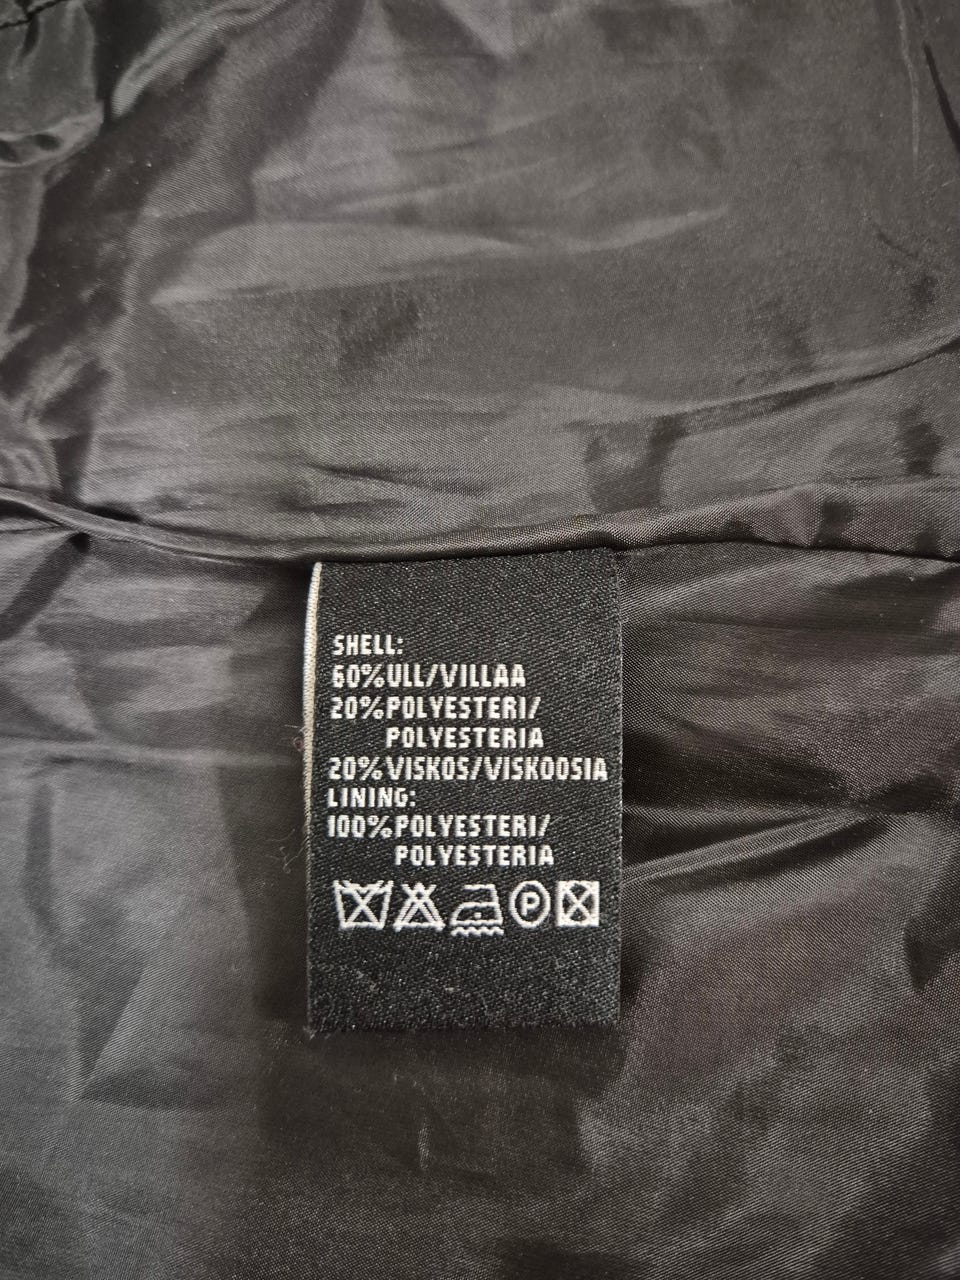 SHELL:
60%ULL/VILLAA
20%POLYESTERI/
POLYESTERIA
20%VISKOS/VISKOOSIA
LINING:
100%POLYESTERI/
POLYESTERIA
P